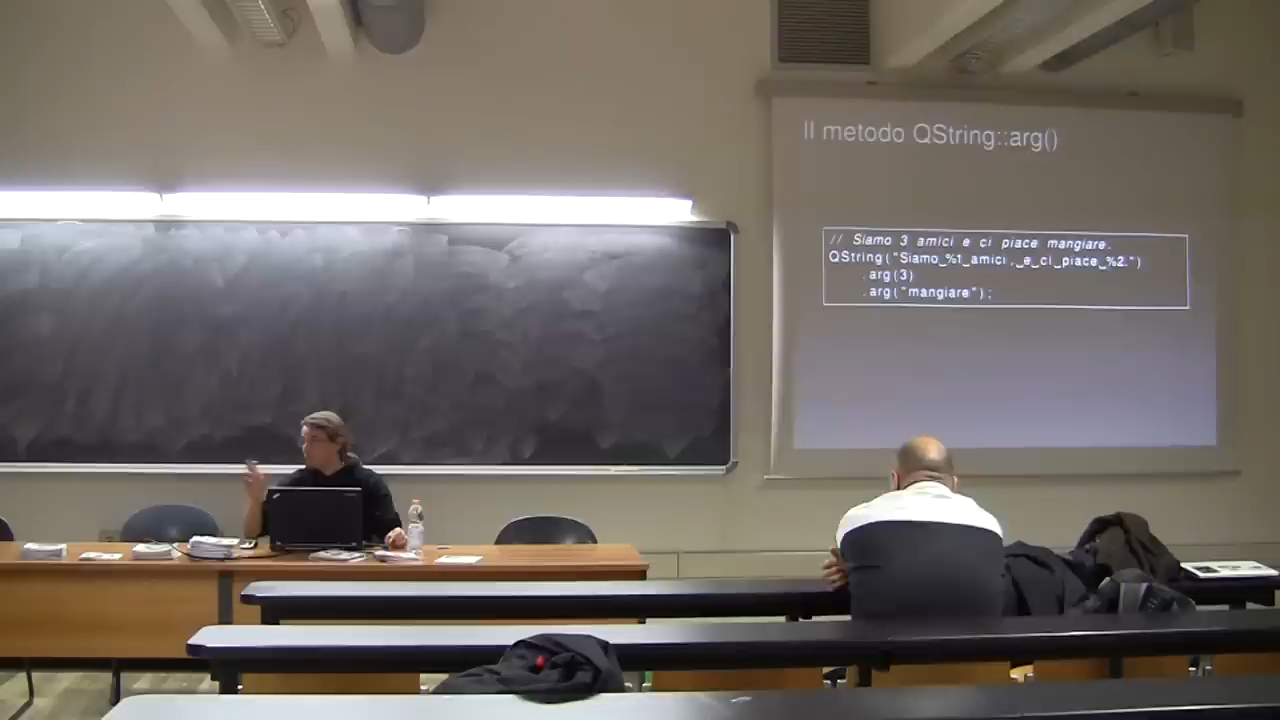 Il metodo QString::arg()
// Siamo 3 amici e ci piace mangiare.
QString("Siamo_%1_amici,_e_ci_piace_%2.")
.arg(3)
.arg("mangiare");